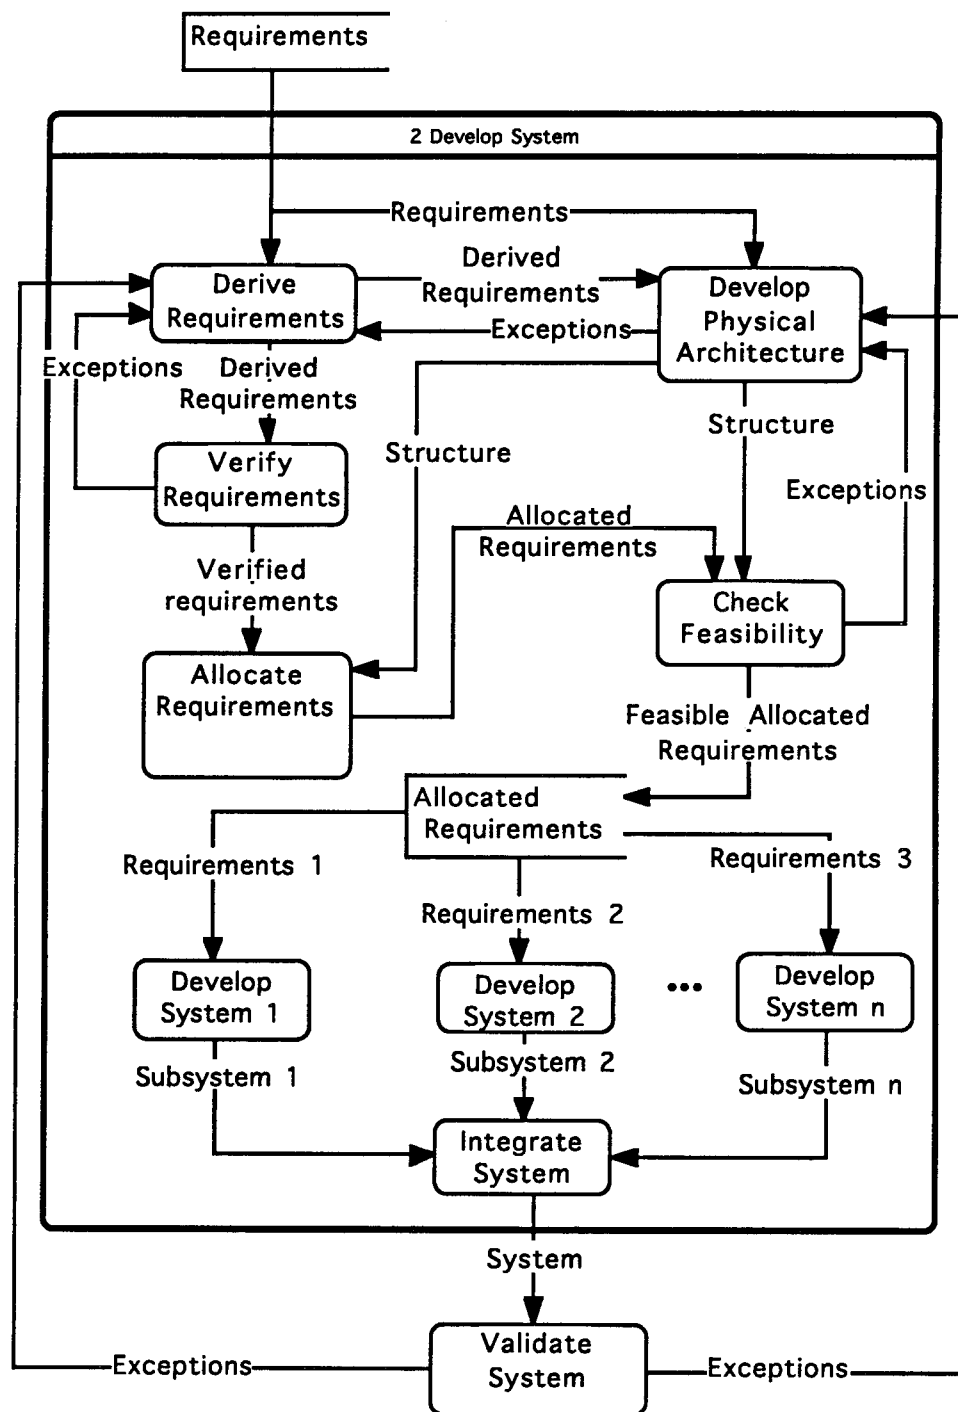 Requirements
2 Develop System
Requirements
Derived
Requirements
Derive
Requirements
Develop
Physical
Architecture
Exceptions
Exceptions
Derived
Requirements
Structure
Structure
Verify
Requirements
Exceptions
Allocated
Requirements
Verified
requirements
Check
Feasibility
Allocate
Requirements
Feasible Allocated
Requirements
Allocated
Requirements
Requirements 1
Requirements 3
Requirements 2
Develop
System 1
Develop
System 2
•••
Develop
System n
Subsystem 1
Subsystem 2
Subsystem n
Integrate
System
System
Validate
System
Exceptions
Exceptions